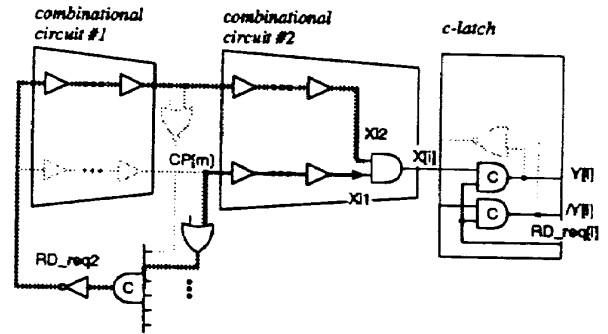 combinational
circuit #1
combinational
circuit #2
c-latch
XI2
CP[m]
X[i]
C
Y[i]
XI1
C
/Y[i]
RD_req[i]
RD_req2
C